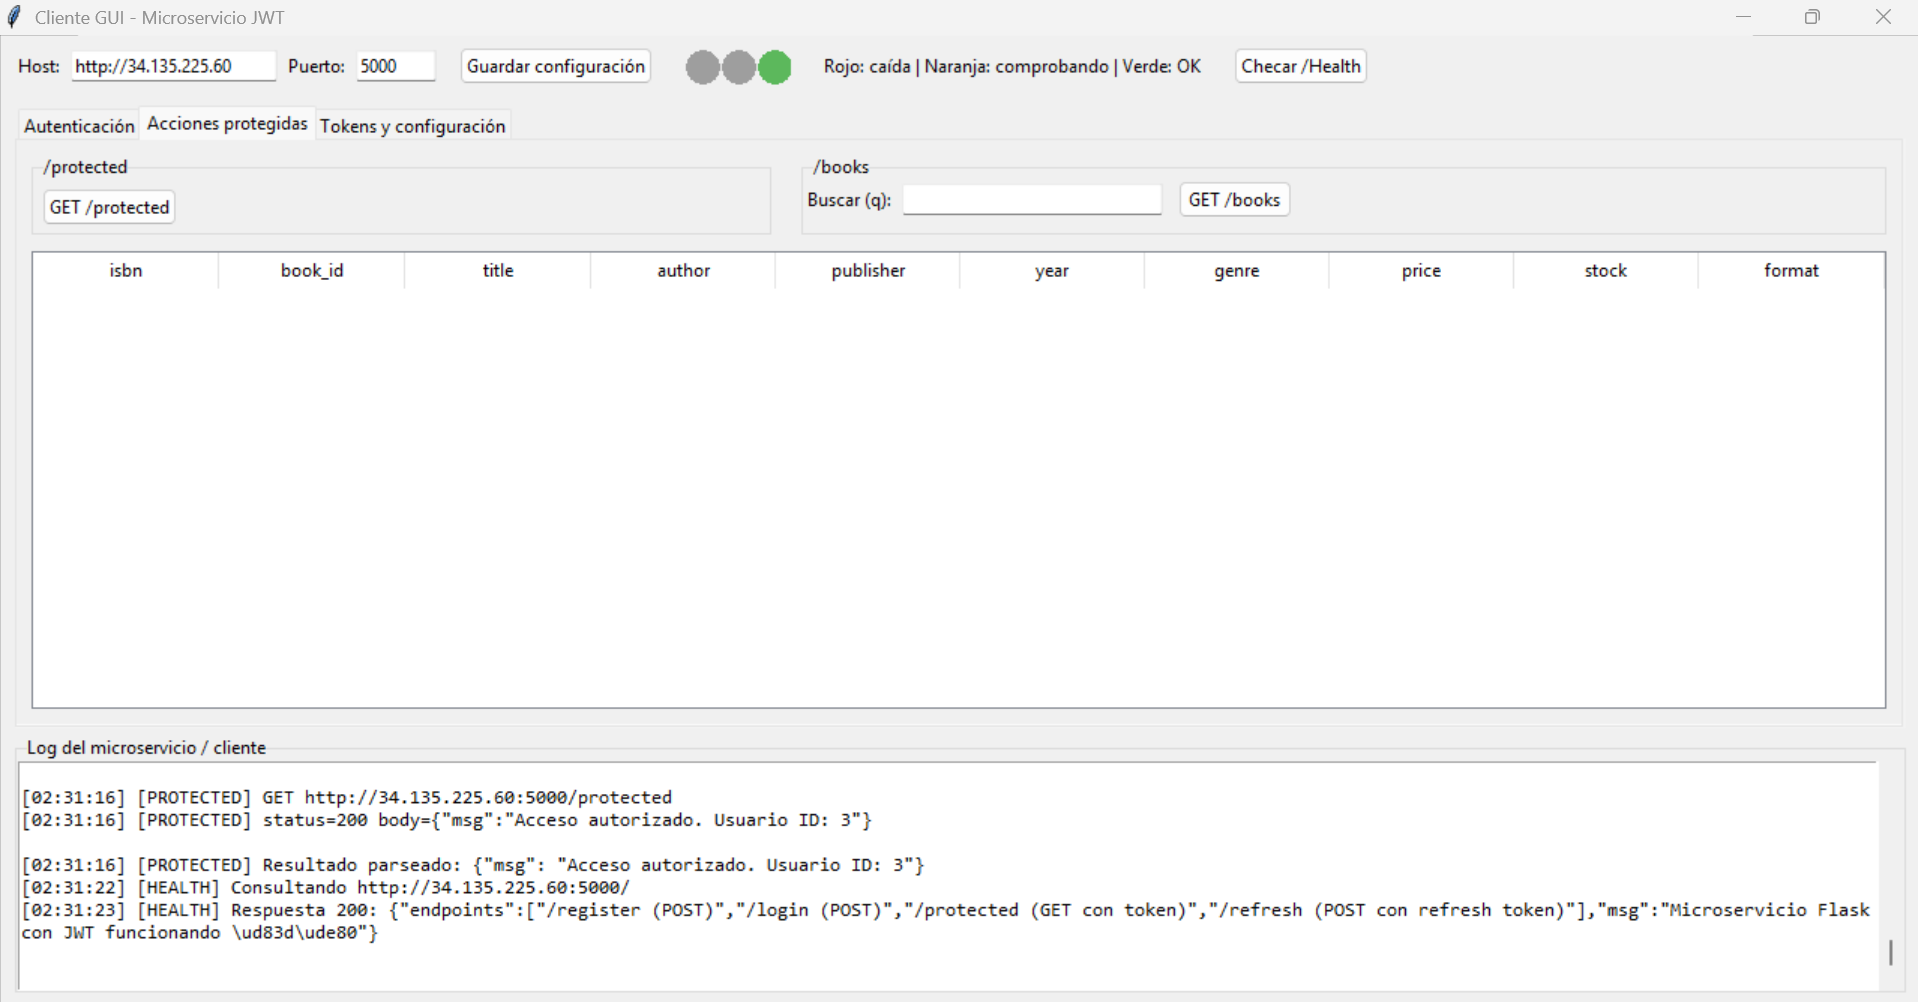 Cliente GUI - Microservicio JWT
Host: http://34.135.225.60 Puerto: 5000 Guardar configuración Rojo: caída | Naranja: comprobando | Verde: OK Checar /Health
Autenticación Acciones protegidas Tokens y configuración
/protected /books
GET /protected Buscar (q): GET /books
isbn book_id title author publisher year genre price stock format
Log del microservicio / cliente
[02:31:16] [PROTECTED] GET http://34.135.225.60:5000/protected
[02:31:16] [PROTECTED] status=200 body={"msg":"Acceso autorizado. Usuario ID: 3"}
[02:31:16] [PROTECTED] Resultado parseado: {"msg": "Acceso autorizado. Usuario ID: 3"}
[02:31:22] [HEALTH] Consultando http://34.135.225.60:5000/
[02:31:23] [HEALTH] Respuesta 200: {"endpoints":["/register (POST)","/login (POST)","/protected (GET con token)","/refresh (POST con refresh token)"],"msg":"Microservicio Flask
con JWT funcionando \ud83d\ude80"}